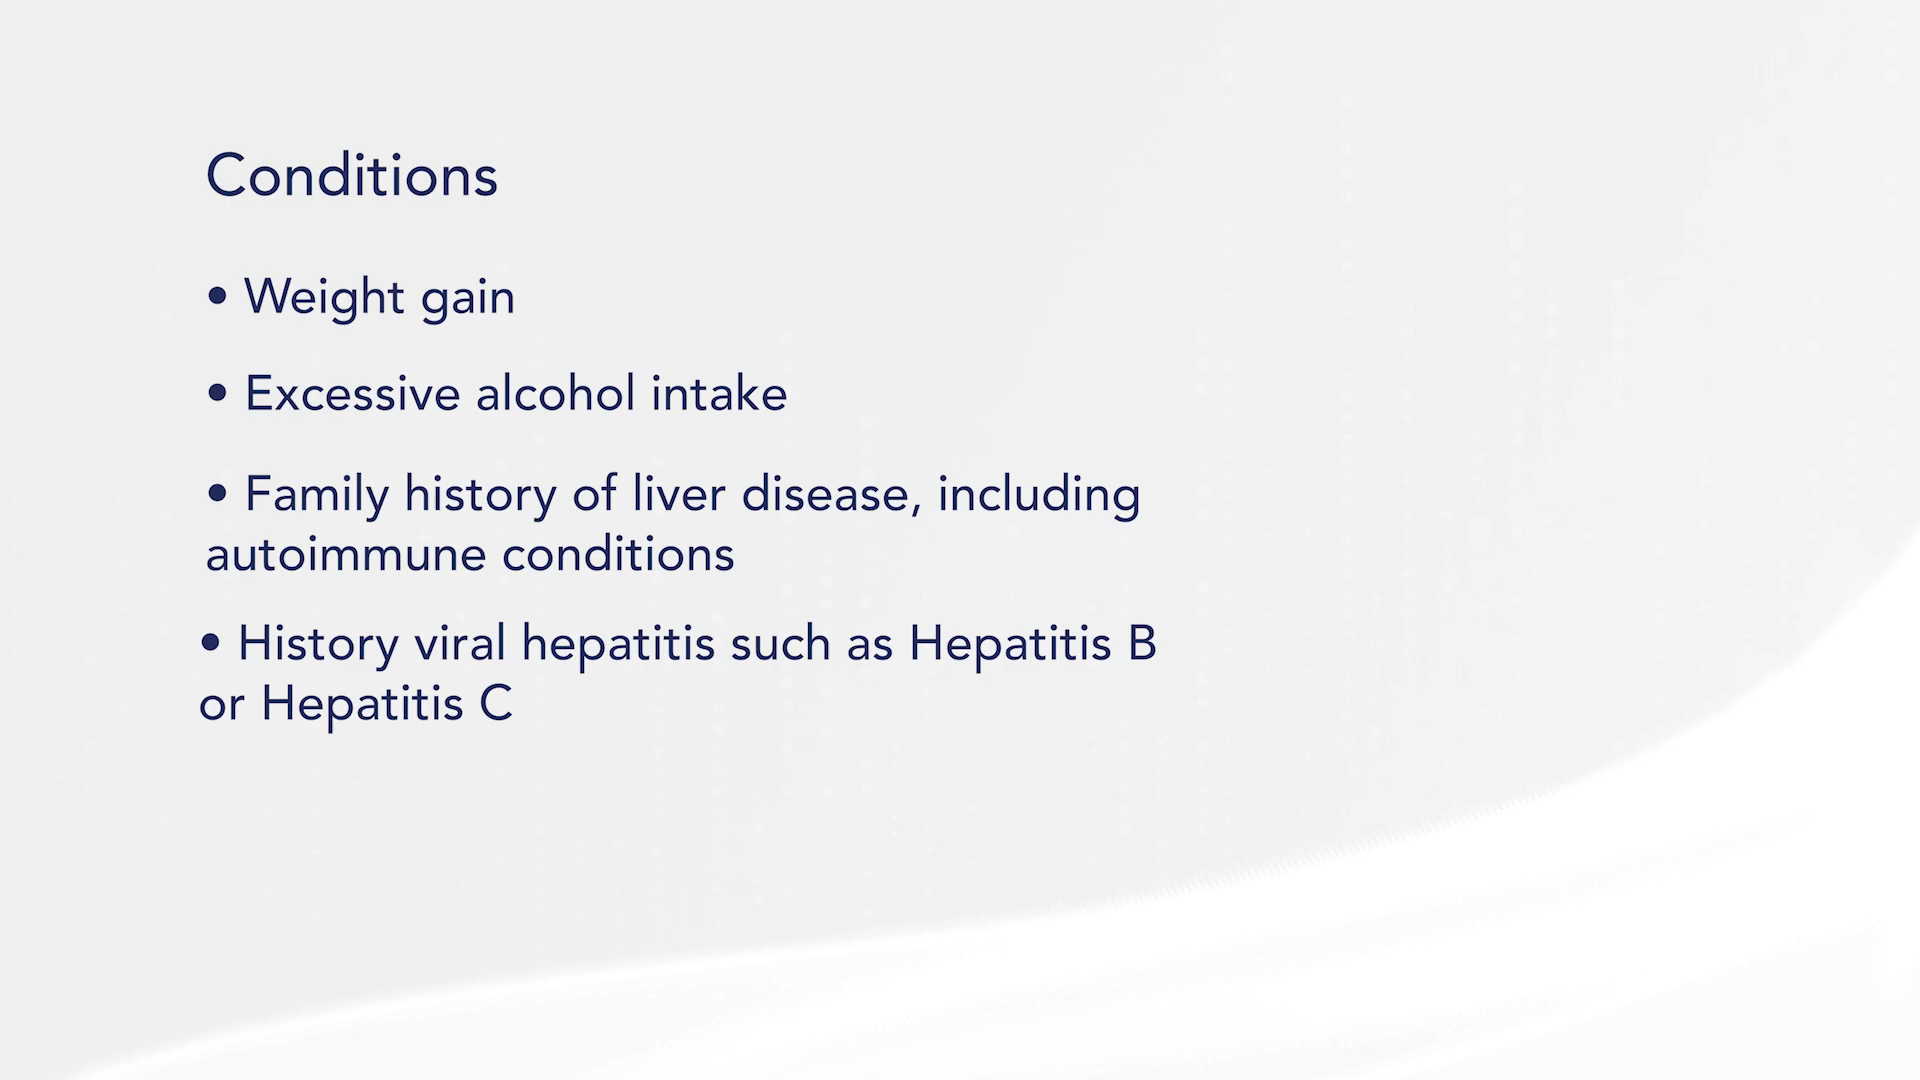 Conditions
• Weight gain
• Excessive alcohol intake
• Family history of liver disease, including
autoimmune conditions
• History viral hepatitis such as Hepatitis B
or Hepatitis C